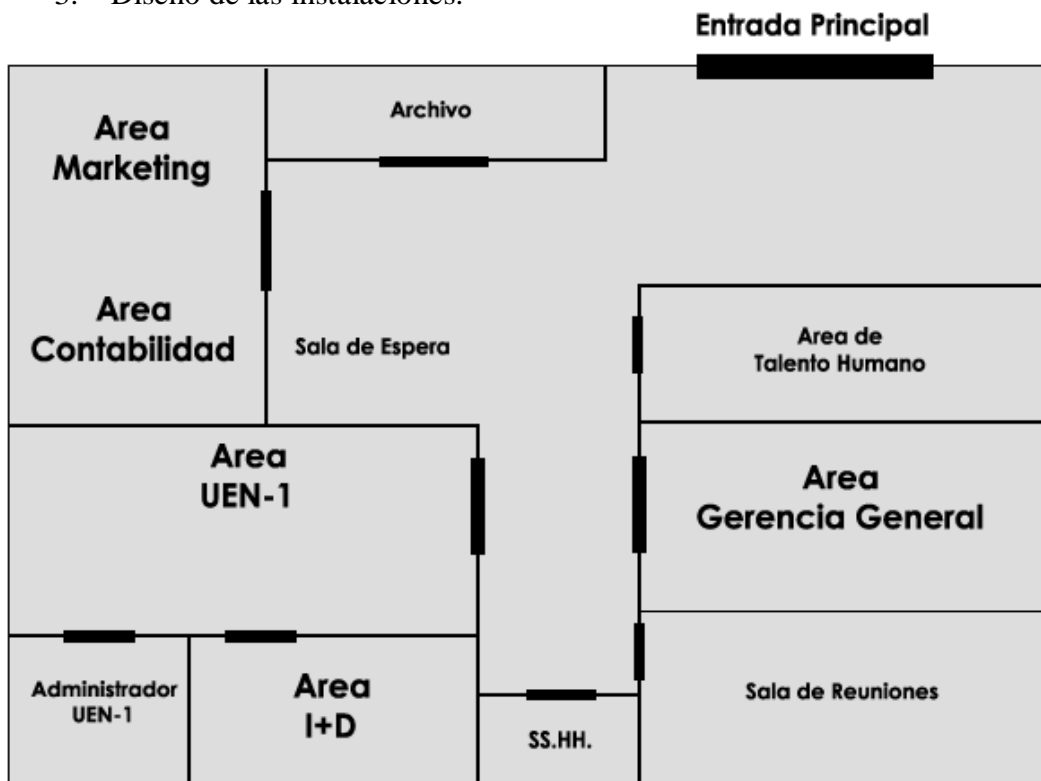 Diseño de las instalaciones.
Entrada Principal
Archivo
Area
Marketing
Area
Contabilidad
Sala de Espera
Area de
Talento Humano
Area
UEN-1
Area
Gerencia General
Administrador
UEN-1
Area
I+D
SS.HH.
Sala de Reuniones